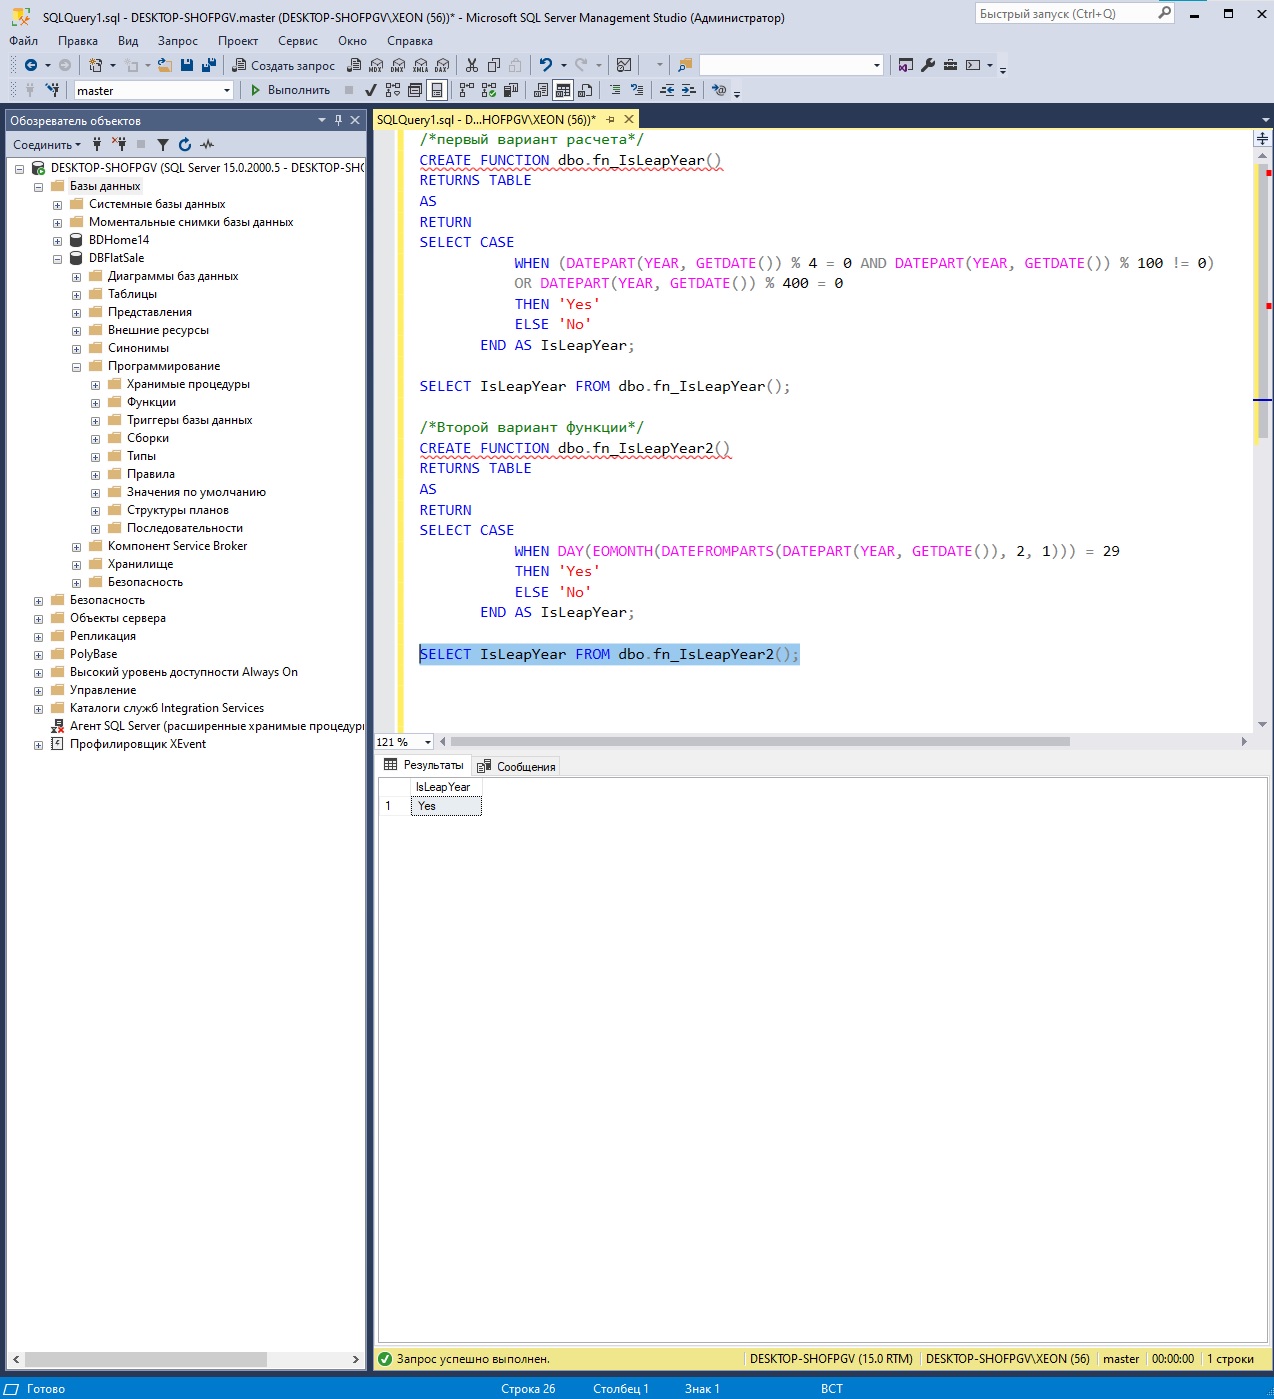 SQLQuery1.sql - DESKTOP-SHOFPGV.master (DESKTOP-SHOFPGV\XEON (56))* - Microsoft SQL Server Management Studio (Администратор)
Быстрый запуск (Ctrl+Q)
Файл Правка Вид Запрос Проект Сервис Окно Справка
Создать запрос MDX DMX XMLA DAX
master Выполнить
Обозреватель объектов
Соединить
DESKTOP-SHOFPGV (SQL Server 15.0.2000.5 - DESKTOP-SHO
Базы данных
Системные базы данных
Моментальные снимки базы данных
BDHome14
DBFlatSale
Диаграммы баз данных
Таблицы
Представления
Внешние ресурсы
Синонимы
Программирование
Хранимые процедуры
Функции
Триггеры базы данных
Сборки
Типы
Правила
Значения по умолчанию
Структуры планов
Последовательности
Компонент Service Broker
Хранилище
Безопасность
Безопасность
Объекты сервера
Репликация
PolyBase
Высокий уровень доступности Always On
Управление
Каталоги служб Integration Services
Агент SQL Server (расширенные хранимые процедур
Профилировщик XEvent
SQLQuery1.sql - D...HOFPGV\XEON (56))*
/*первый вариант расчета*/
CREATE FUNCTION dbo.fn_IsLeapYear()
RETURNS TABLE
AS
RETURN
SELECT CASE
WHEN (DATEPART(YEAR, GETDATE()) % 4 = 0 AND DATEPART(YEAR, GETDATE()) % 100 != 0)
OR DATEPART(YEAR, GETDATE()) % 400 = 0
THEN 'Yes'
ELSE 'No'
END AS IsLeapYear;
SELECT IsLeapYear FROM dbo.fn_IsLeapYear();
/*Второй вариант функции*/
CREATE FUNCTION dbo.fn_IsLeapYear2()
RETURNS TABLE
AS
RETURN
SELECT CASE
WHEN DAY(EOMONTH(DATEFROMPARTS(DATEPART(YEAR, GETDATE()), 2, 1))) = 29
THEN 'Yes'
ELSE 'No'
END AS IsLeapYear;
SELECT IsLeapYear FROM dbo.fn_IsLeapYear2();
121 %
Результаты Сообщения
IsLeapYear
1 Yes
Запрос успешно выполнен. DESKTOP-SHOFPGV (15.0 RTM) DESKTOP-SHOFPGV\XEON (56) master 00:00:00 1 строки
Готово Строка 26 Столбец 1 Знак 1 ВСТ